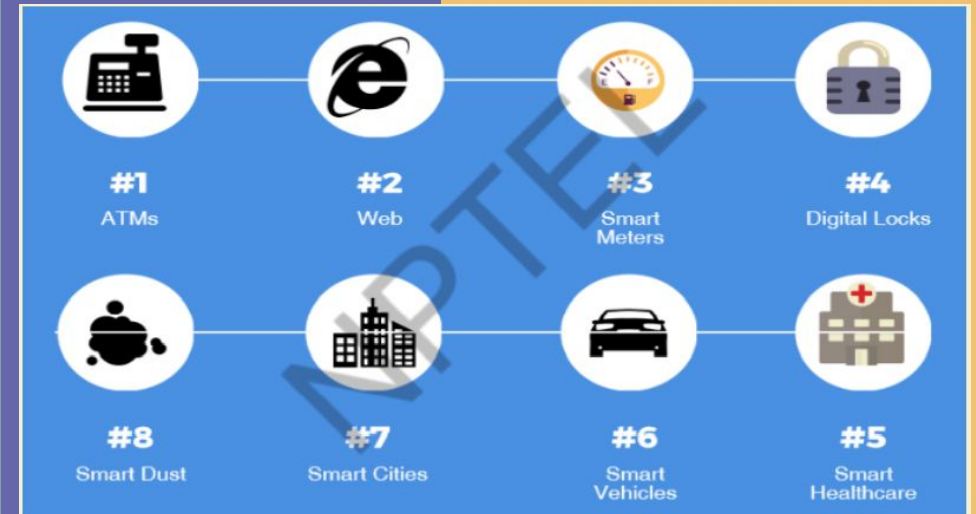 #1
ATMs
#2
Web
#3
Smart
Meters
#4
Digital Locks
#8
Smart Dust
#7
Smart Cities
#6
Smart
Vehicles
#5
Smart
Healthcare
NPTEL